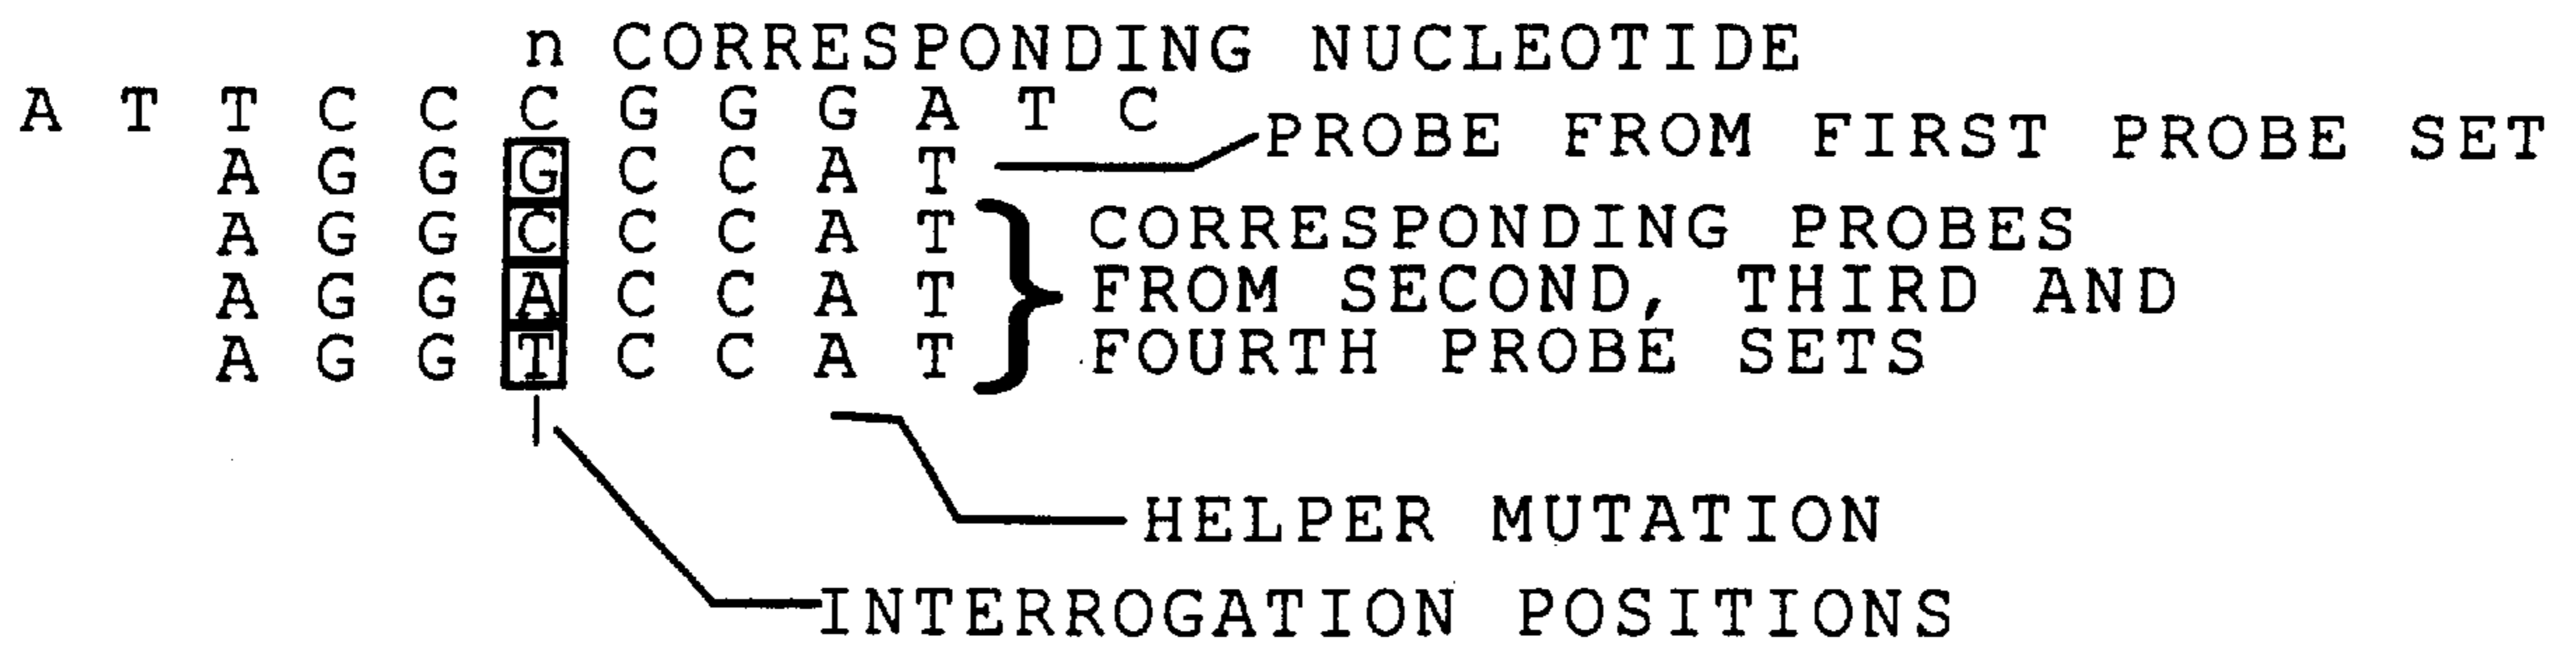 n CORRESPONDING NUCLEOTIDE
A T T C C C G G G A T C
PROBE FROM FIRST PROBE SET
A G G G C C A T
A G G C C C A T
A G G A C C A T
A G G T C C A T
CORRESPONDING PROBES
FROM SECOND, THIRD AND
FOURTH PROBE SETS
HELPER MUTATION
INTERROGATION POSITIONS